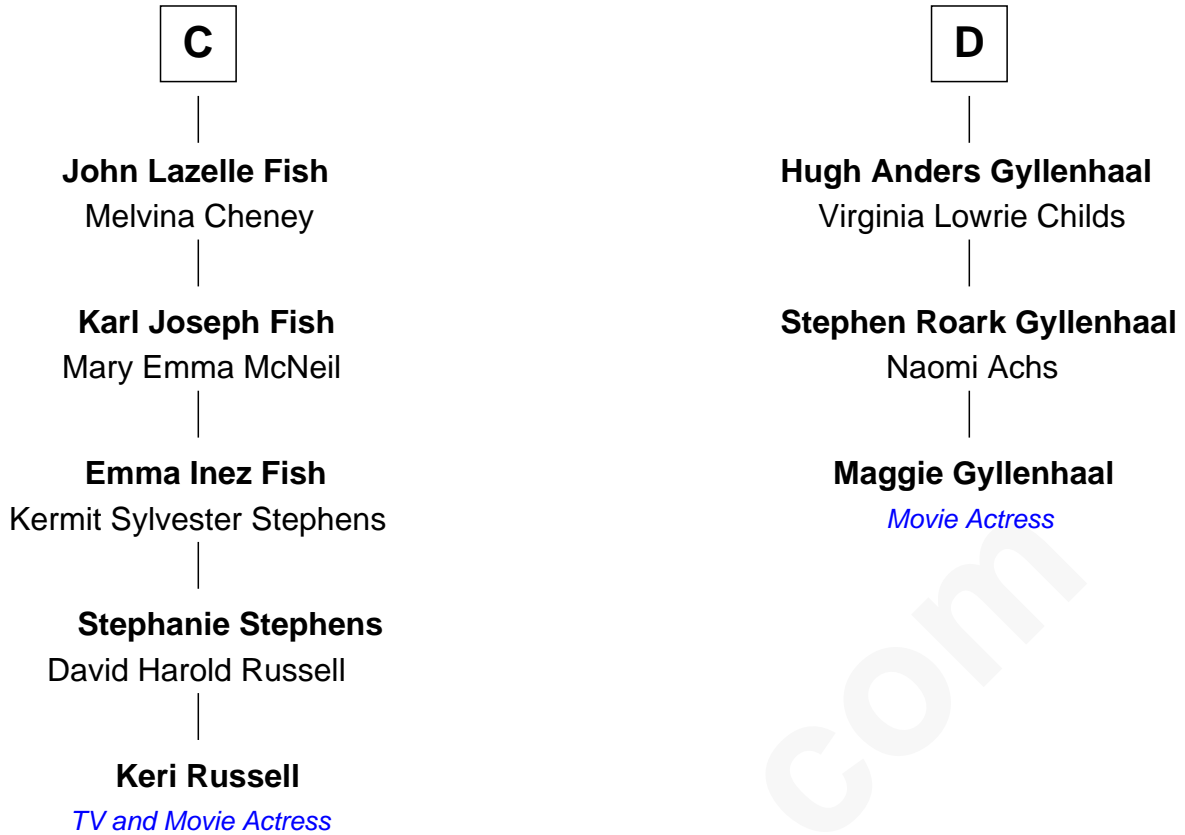 C
John Lazelle Fish
Melvina Cheney
Karl Joseph Fish
Mary Emma McNeil
Emma Inez Fish
Kermit Sylvester Stephens
Stephanie Stephens
David Harold Russell
Keri Russell
TV and Movie Actress
D
Hugh Anders Gyllenhaal
Virginia Lowrie Childs
Stephen Roark Gyllenhaal
Naomi Achs
Maggie Gyllenhaal
Movie Actress
com